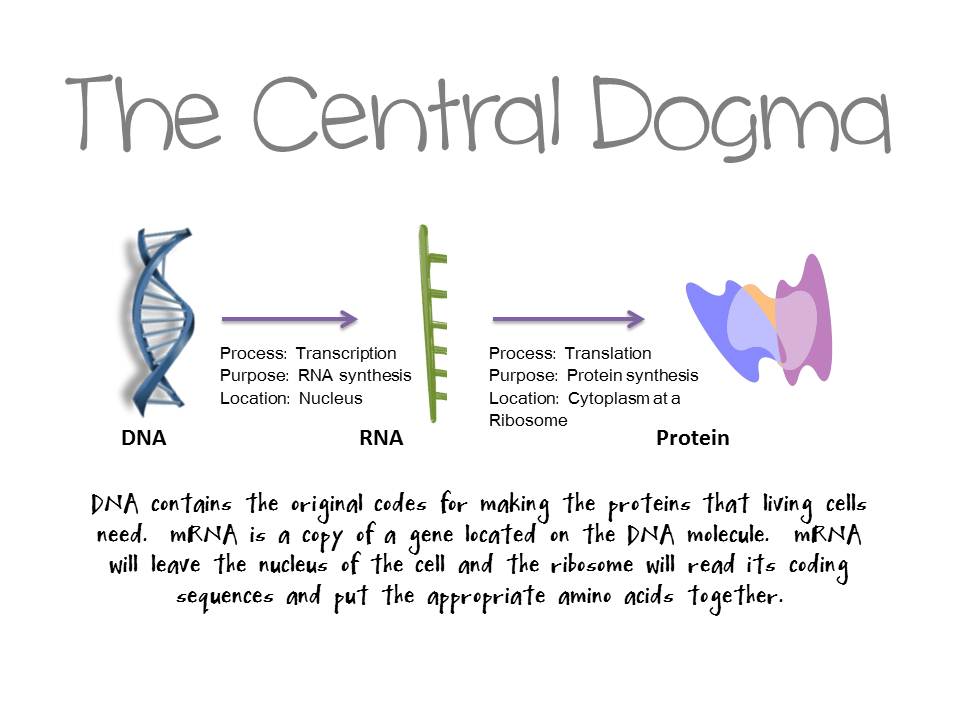 The Central Dogma
Process: Transcription
Purpose: RNA synthesis
Location: Nucleus
Process: Translation
Purpose: Protein synthesis
Location: Cytoplasm at a
Ribosome
DNA
RNA
Protein
DNA contains the original codes for making the proteins that living cells
need. mRNA is a copy of a gene located on the DNA molecule. mRNA
will leave the nucleus of the cell and the ribosome will read its coding
sequences and put the appropriate amino acids together.